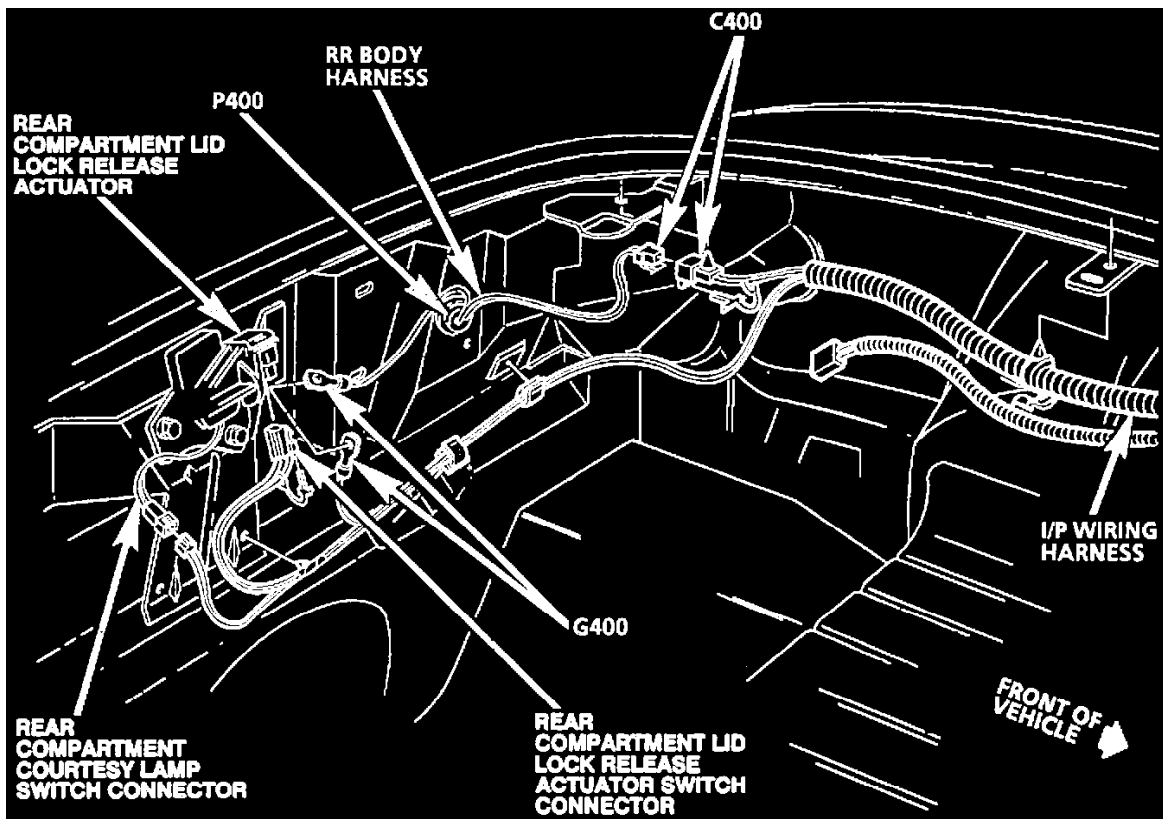 C400
RR BODY
HARNESS
P400
REAR
COMPARTMENT LID
LOCK RELEASE
ACTUATOR
I/P WIRING
HARNESS
G400
FRONT OF
VEHICLE
REAR
COMPARTMENT
COURTESY LAMP
SWITCH CONNECTOR
REAR
COMPARTMENT LID
LOCK RELEASE
ACTUATOR SWITCH
CONNECTOR